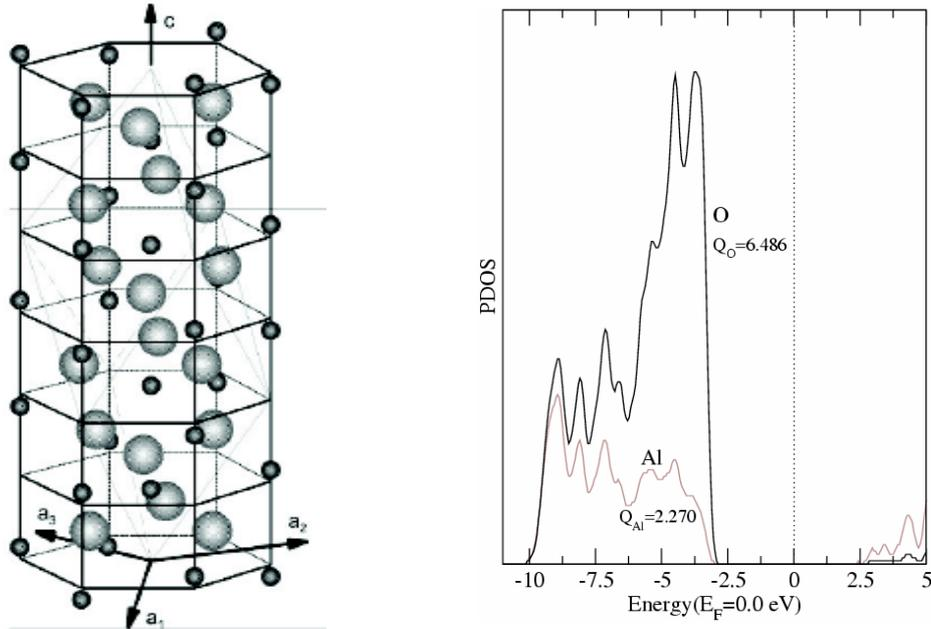 c
a3
a2
a1
PDOS
O
QO=6.486
Al
QAl=2.270
-10 -7.5 -5 -2.5 0 2.5 5
Energy(EF=0.0 eV)